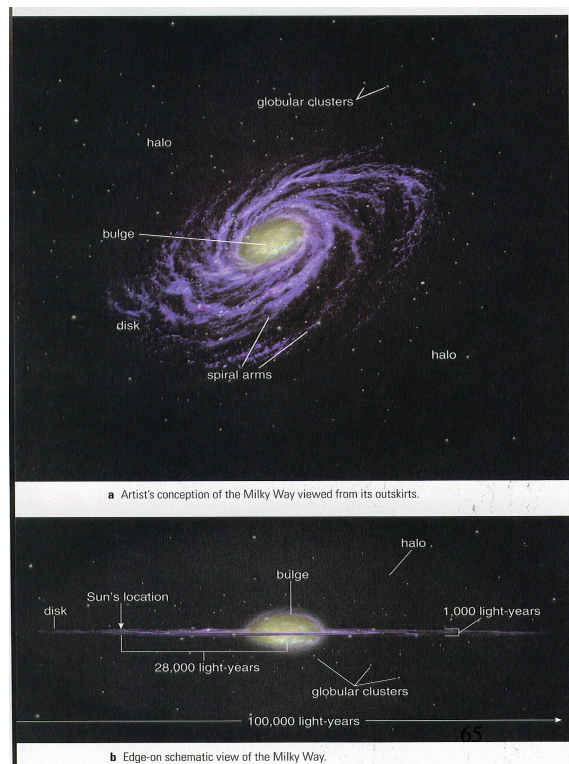 globular clusters
halo
bulge
disk
halo
spiral arms
a Artist's conception of the Milky Way viewed from its outskirts.
halo
bulge
Sun's location
disk
1,000 light-years
28,000 light-years
globular clusters
100,000 light-years
65
b Edge-on schematic view of the Milky Way.